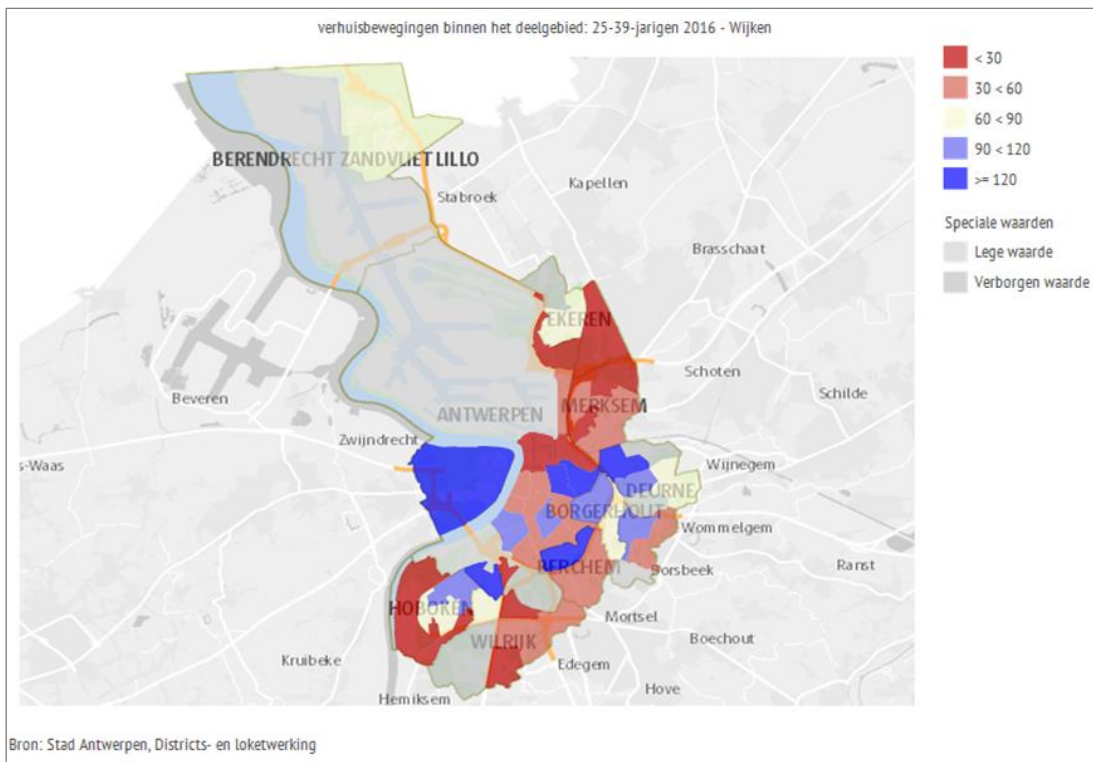 verhuisbewegingen binnen het deelgebied: 25-39-jarigen 2016 - Wijken
< 30
30 < 60
60 < 90
90 < 120
>= 120
Speciale waarden
Lege waarde
Verborgen waarde
BERENDRECHT ZANDVLIET LILLO
Stabroek
Kapellen
Brasschaat
EKEREN
Schoten
Schilde
Beveren
MERKSEM
ANTWERPEN
Zwijndrecht
s-Waas
Wijnegem
DEURNE
BORGERHOUT
Wommelgem
Ranst
BERCHEM
Borsbeek
HOBOKEN
Mortsel
Boechout
WILRIJK
Kruibeke
Edegem
Hove
Hemiksem
Bron: Stad Antwerpen, Districts- en loketwerking